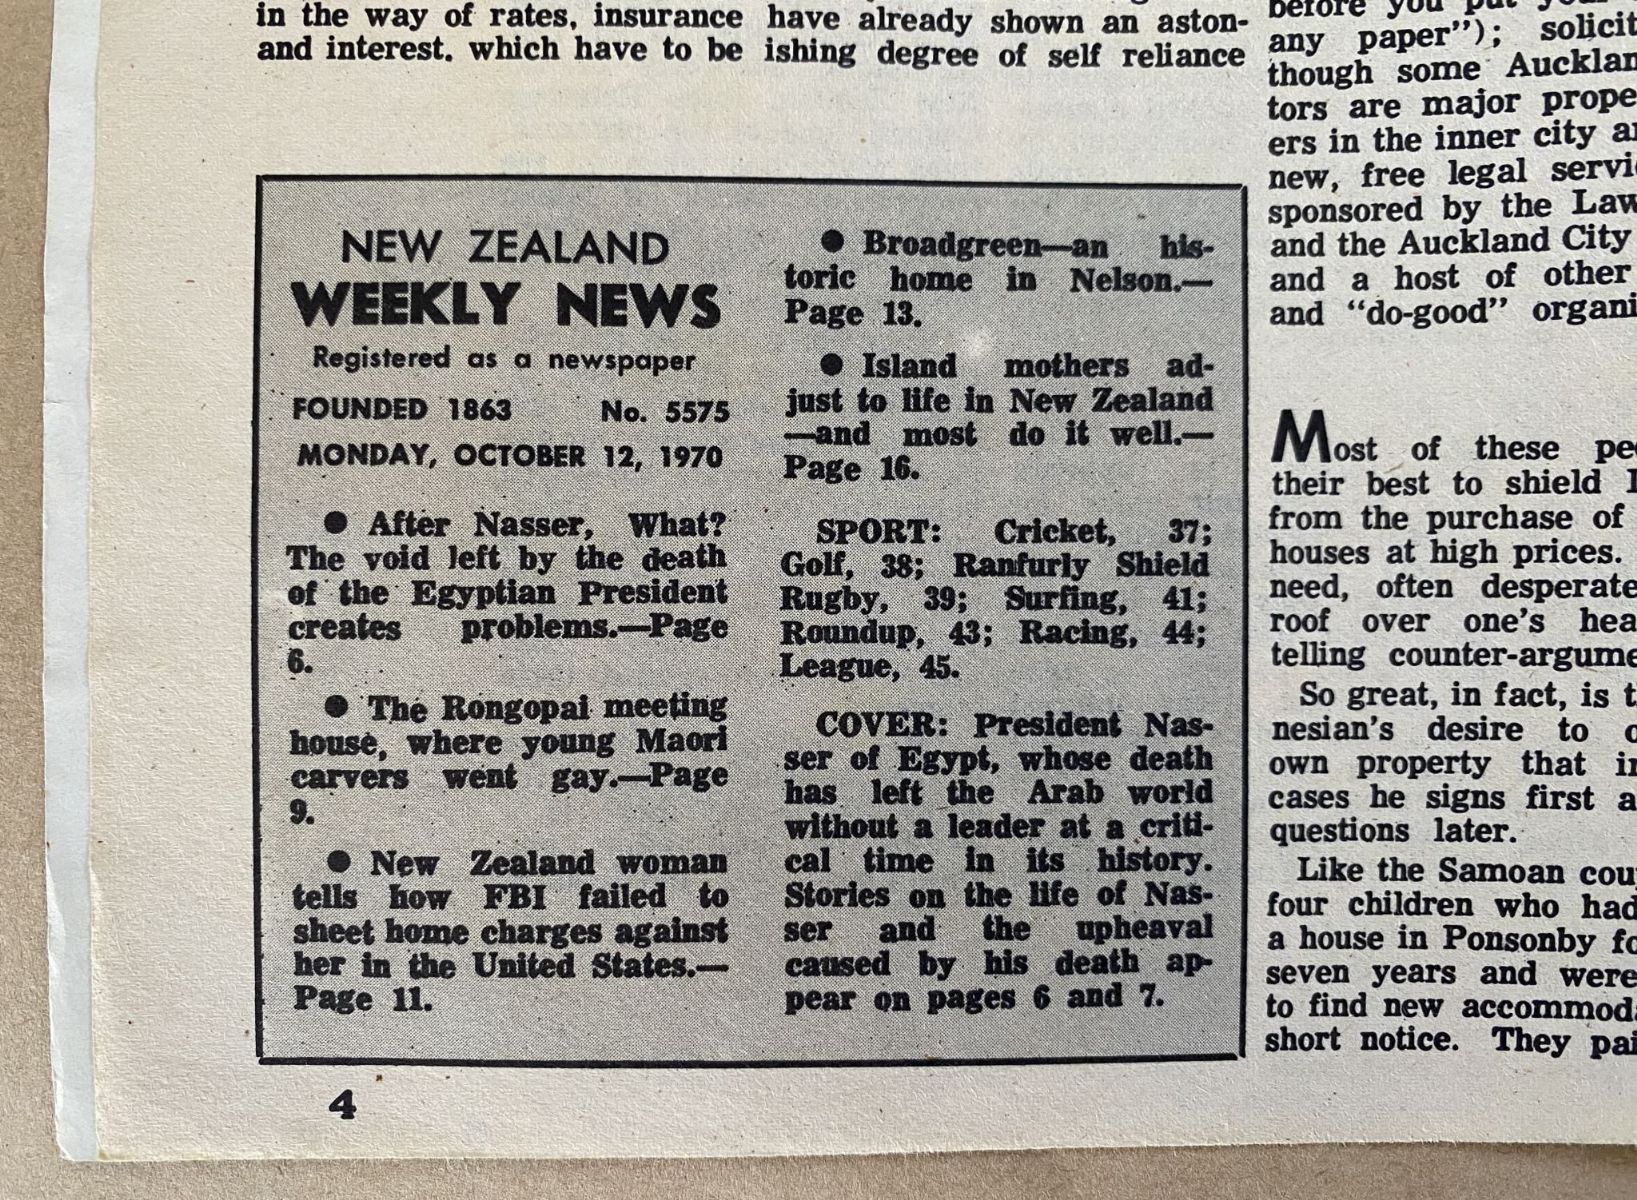 in the way of rates, insurance
and interest. which have to be
have already shown an aston-
ishing degree of self reliance
NEW ZEALAND
WEEKLY NEWS
Registered as a newspaper
FOUNDED 1863 No. 5575
MONDAY, OCTOBER 12, 1970
● After Nasser, What?
The void left by the death
of the Egyptian President
creates problems.—Page
6.
● The Rongopai meeting
house, where young Maori
carvers went gay.—Page
9.
● New Zealand woman
tells how FBI failed to
sheet home charges against
her in the United States.—
Page 11.
● Broadgreen—an his-
toric home in Nelson.—
Page 13.
● Island mothers ad-
just to life in New Zealand
—and most do it well.—
Page 16.
SPORT: Cricket, 37;
Golf, 38; Ranfurly Shield
Rugby, 39; Surfing, 41;
Roundup, 43; Racing, 44;
League, 45.
COVER: President Nas-
ser of Egypt, whose death
has left the Arab world
without a leader at a criti-
cal time in its history.
Stories on the life of Nas-
ser and the upheaval
caused by his death ap-
pear on pages 6 and 7.
4
before you put your
any paper"); solicit
though some Aucklan
tors are major prope
ers in the inner city
new, free legal servi
sponsored by the Law
and the Auckland City
and a host of other
and "do-good" organi
Most of these
their best to shield
from the purchase of
houses at high prices.
need, often desperate
roof over one's hea
telling counter-argume
So great, in fact, is
nesian's desire to
own property that
cases he signs first
questions later.
Like the Samoan cou
four children who had
a house in Ponsonby
seven years and were
to find new accommod
short notice. They pai